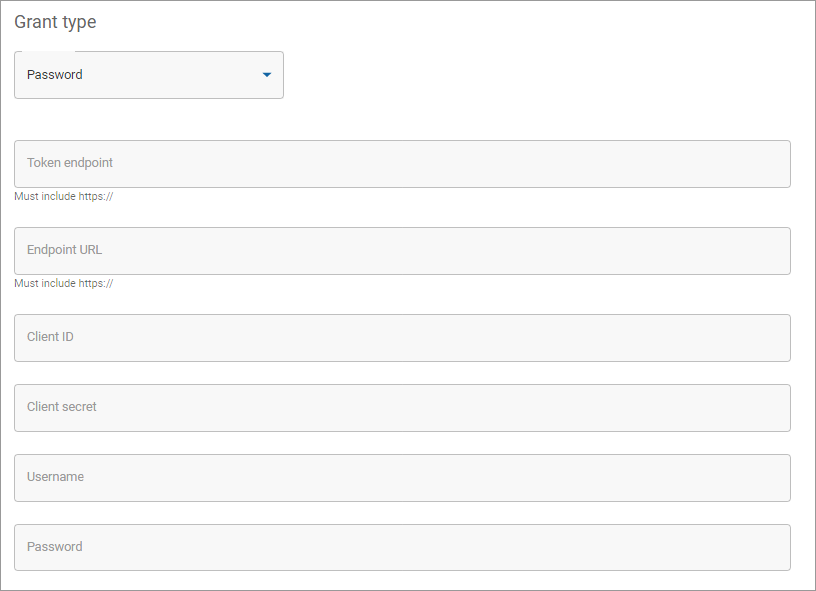 Grant type
Password
Token endpoint
Must include https://
Endpoint URL
Must include https://
Client ID
Client secret
Username
Password